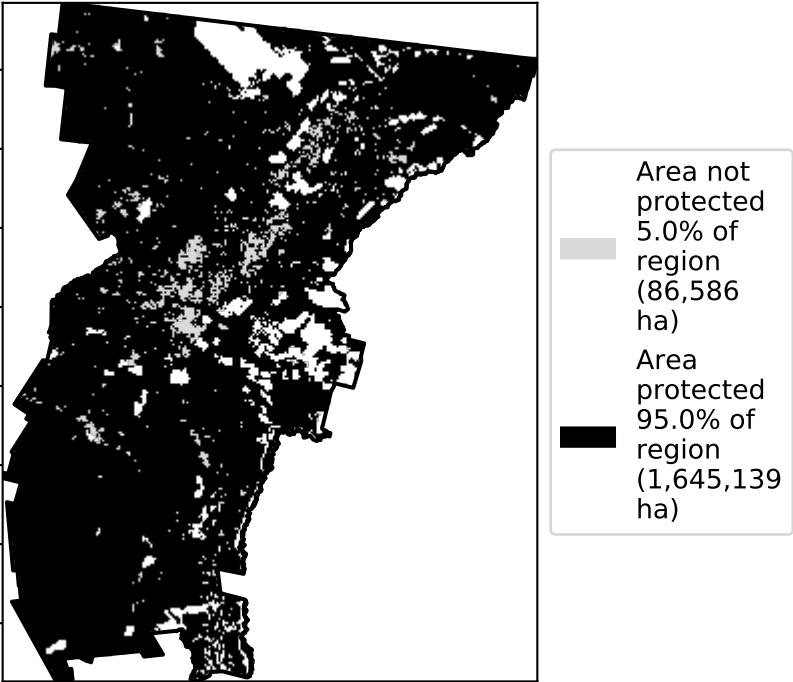 Area not
protected
5.0% of
region
(86,586
ha)
Area
protected
95.0% of
region
(1,645,139
ha)